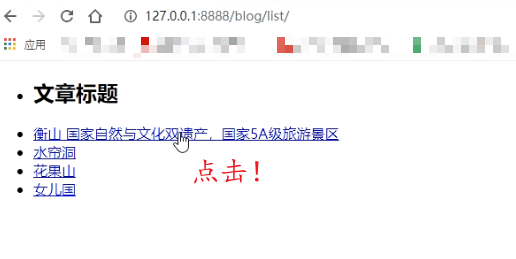 127.0.0.1:8888/blog/list/
应用
文章标题
衡山 国家自然与文化双遗产，国家5A级旅游景区
水帘洞
花果山
女儿国
点击！